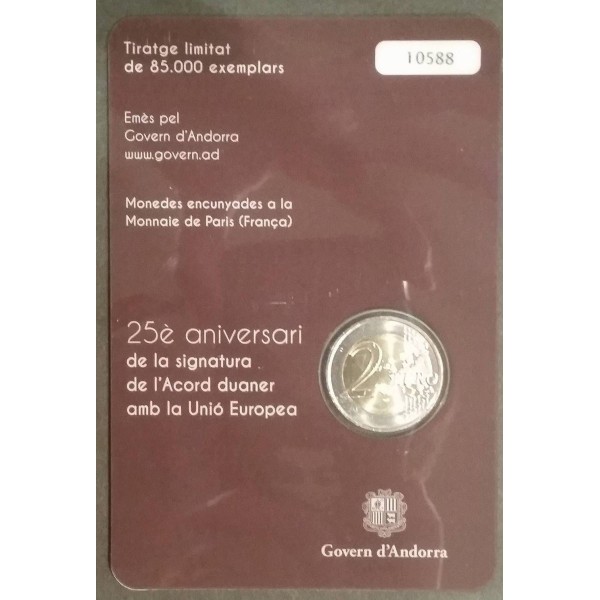 Tiratge limitat
de 85.000 exemplars
10588
Emès pel
Govern d'Andorra
www.govern.ad
Monedes encunyades a la
Monnaie de Paris (França)
25è aniversari
de la signatura
de l'Acord duaner
amb la Unió Europea
2
Govern d'Andorra